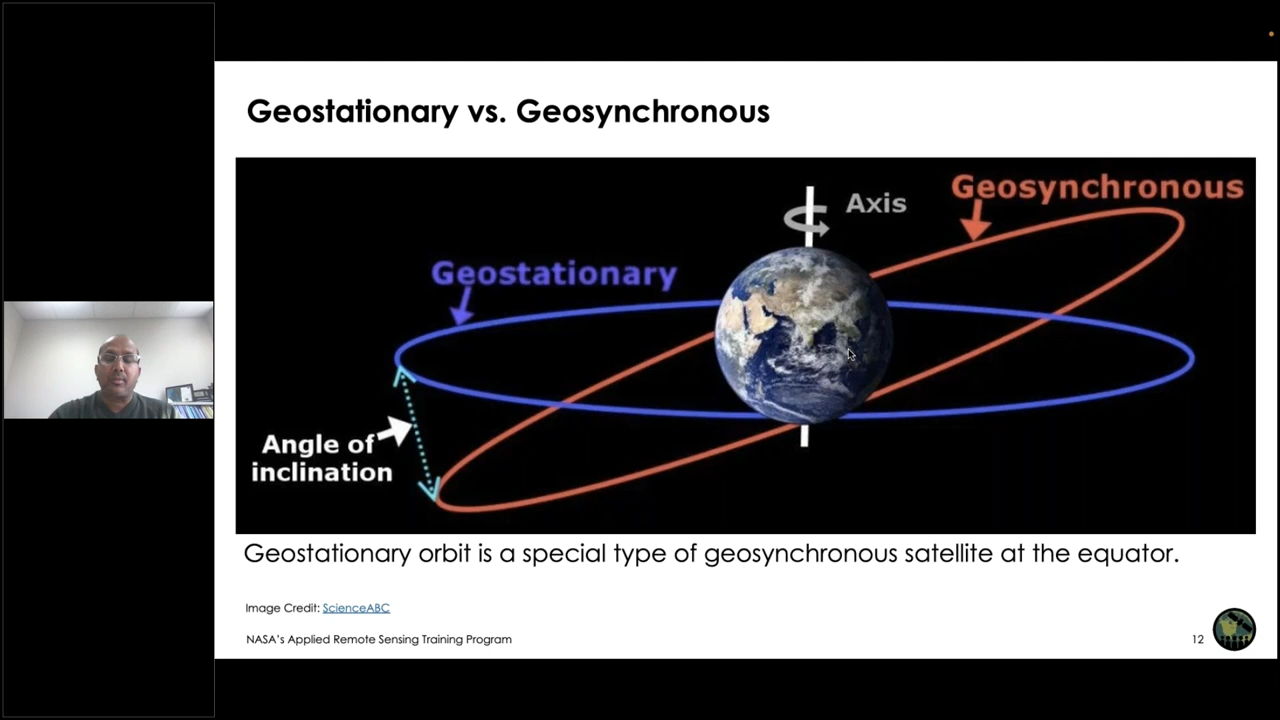 Geostationary vs. Geosynchronous
Geosynchronous
Axis
Geostationary
Angle of
inclination
Geostationary orbit is a special type of geosynchronous satellite at the equator.
Image Credit: ScienceABC
NASA's Applied Remote Sensing Training Program
12